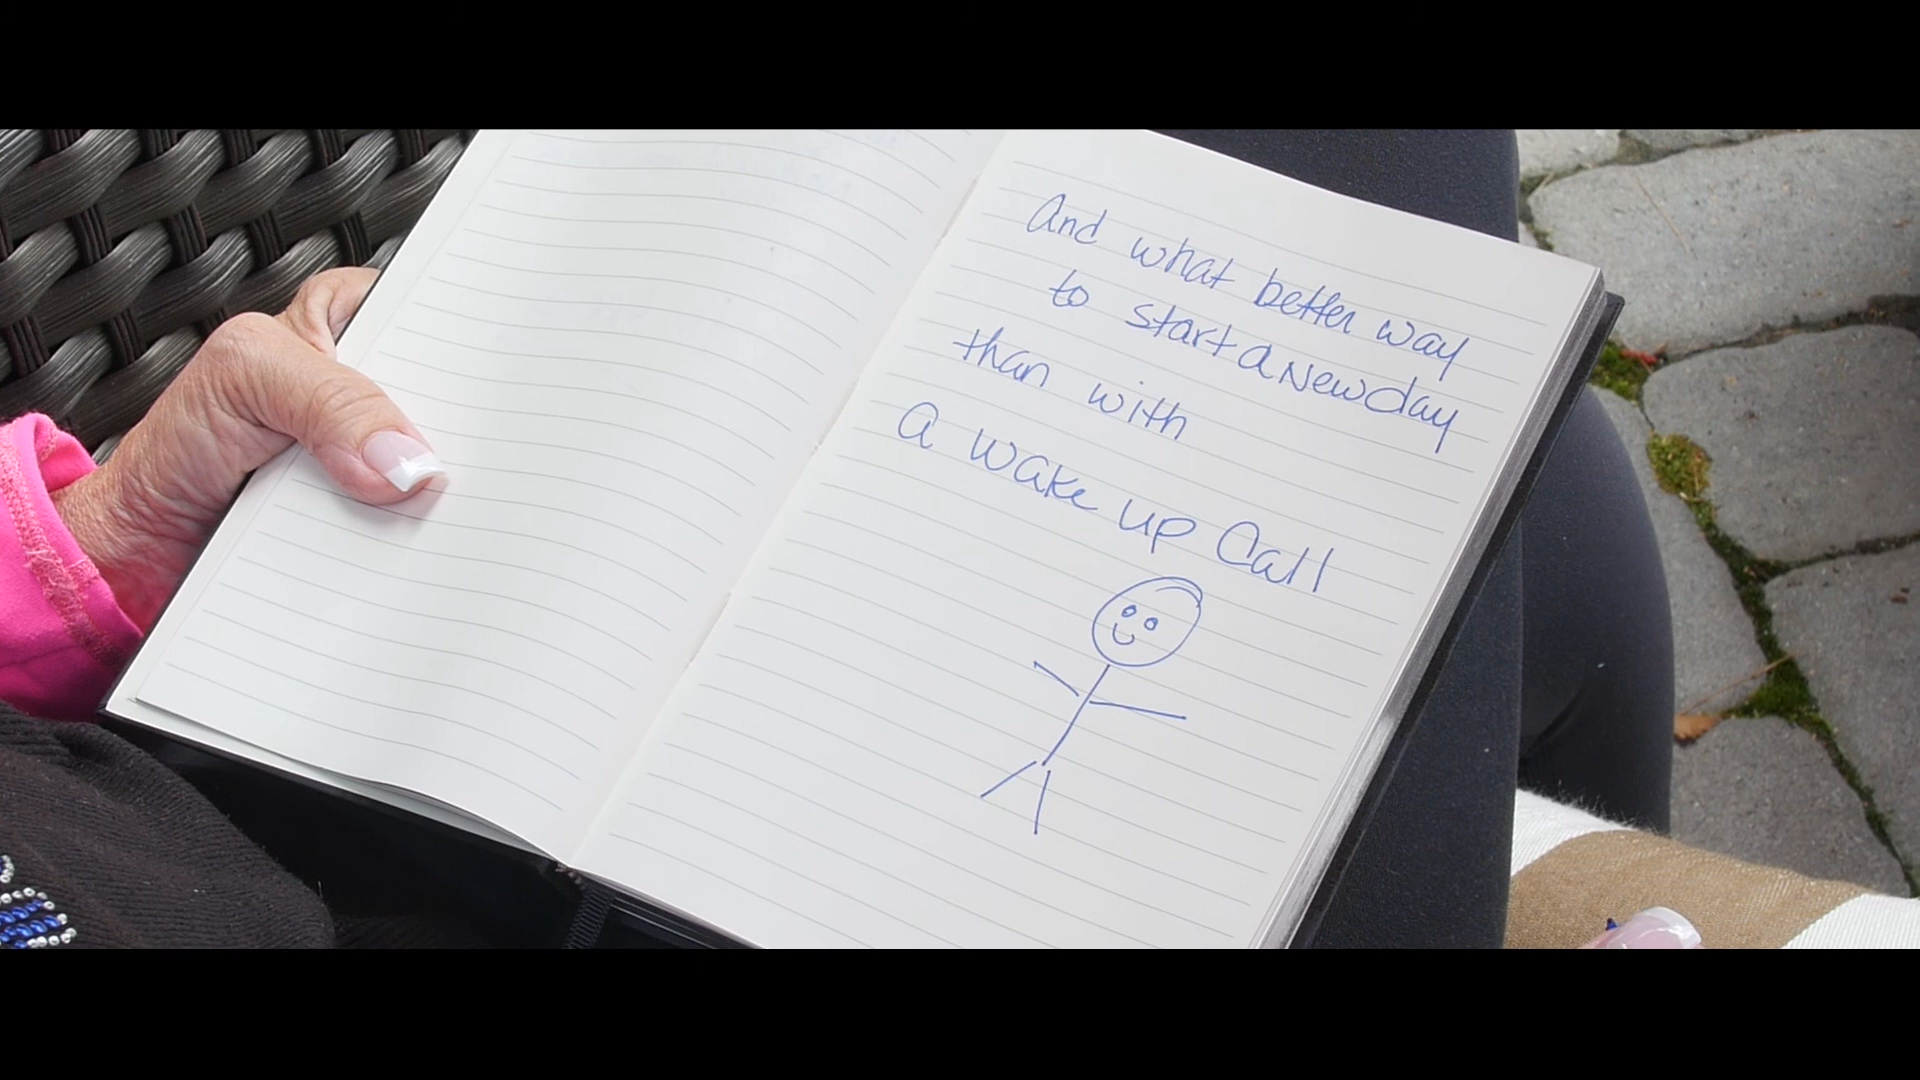 And what better way
to start a New day
than with
a wake up Call